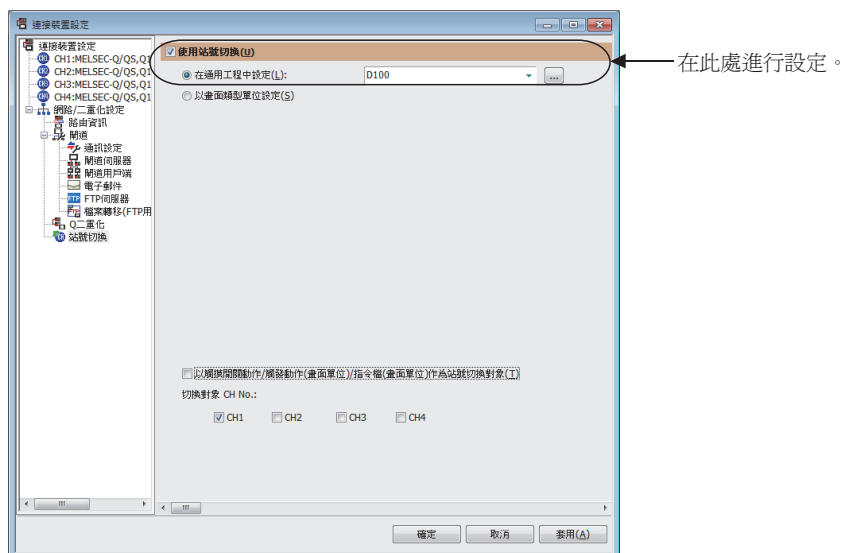 連接裝置設定
連接裝置設定
CH1:MELSEC-Q/QS,Q1
CH2:MELSEC-Q/QS,Q1
CH3:MELSEC-Q/QS,Q1
CH4:MELSEC-Q/QS,Q1
網路/二重化設定
路由資訊
閘道
通訊設定
閘道伺服器
閘道用戶端
電子郵件
FTP伺服器
檔案轉移(FTP用
Q二重化
站號切換
使用站號切換(U)
在通用工程中設定(L):
D100
...
以畫面類型單位設定(S)
以觸摸開關動作/觸發動作(畫面單位)/指令檔(畫面單位)作為站號切換對象(T)
切換對象 CH No.:
CH1 CH2 CH3 CH4
確定 取消 套用(A)
在此處進行設定。